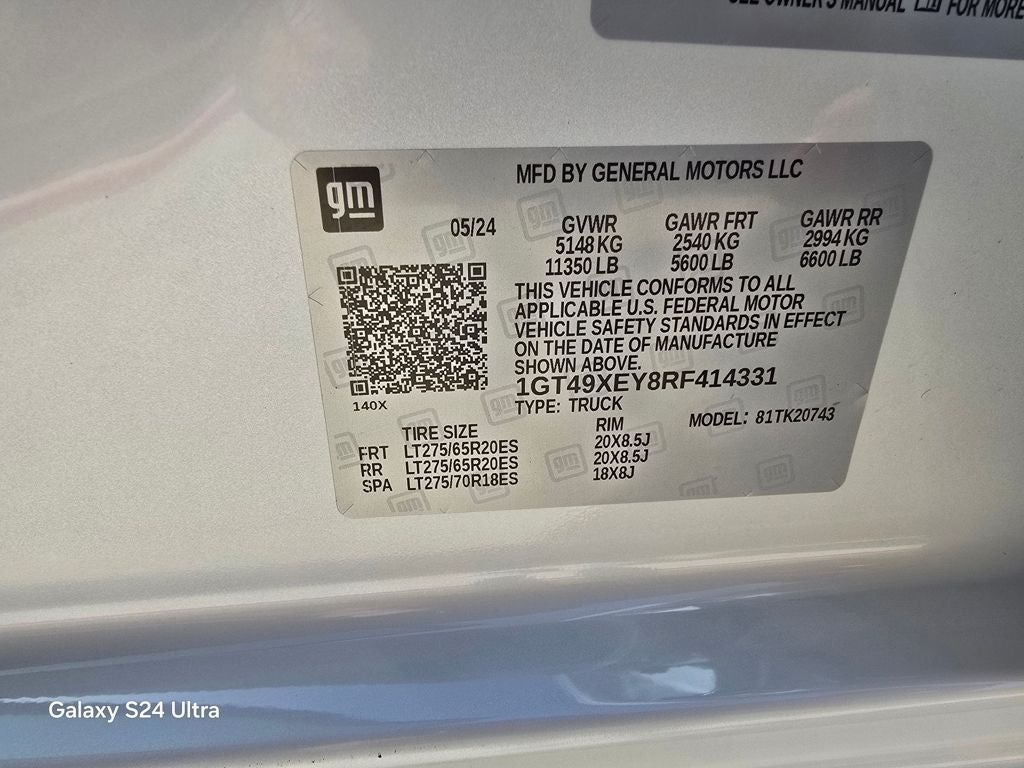 SEE OWNER'S MANUAL FOR MORE
gm
MFD BY GENERAL MOTORS LLC
05/24 GVWR GAWR FRT GAWR RR
5148 KG 2540 KG 2994 KG
11350 LB 5600 LB 6600 LB
THIS VEHICLE CONFORMS TO ALL
APPLICABLE U.S. FEDERAL MOTOR
VEHICLE SAFETY STANDARDS IN EFFECT
ON THE DATE OF MANUFACTURE
SHOWN ABOVE.
1GT49XEY8RF414331
140X
TYPE: TRUCK MODEL: 81TK20743
TIRE SIZE RIM
FRT LT275/65R20ES 20X8.5J
RR LT275/65R20ES 20X8.5J
SPA LT275/70R18ES 18X8J
Galaxy S24 Ultra